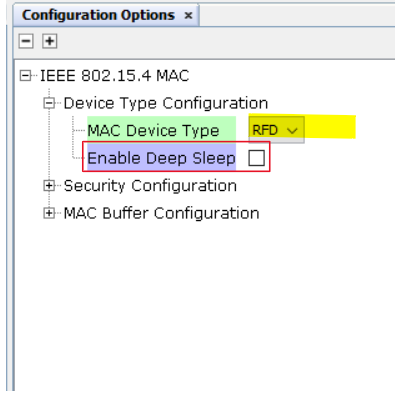 Configuration Options ×
IEEE 802.15.4 MAC
Device Type Configuration
MAC Device Type RFD
Enable Deep Sleep
Security Configuration
MAC Buffer Configuration